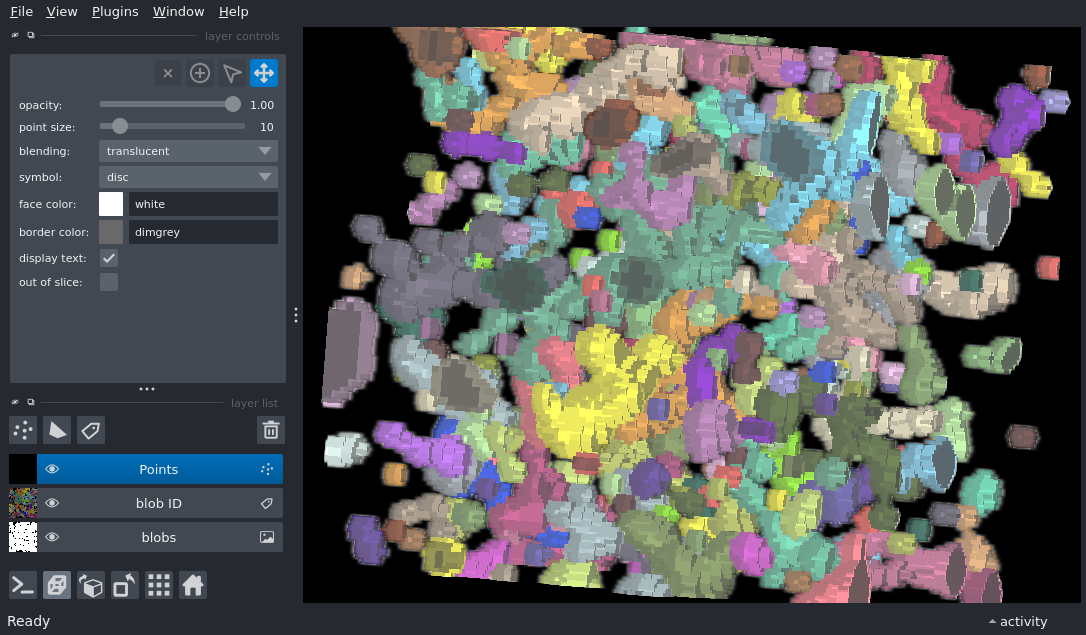 File View Plugins Window Help
layer controls
opacity: 1.00
point size: 10
blending: translucent
symbol: disc
face color: white
border color: dimgrey
display text:
out of slice:
layer list
Points
blob ID
blobs
Ready activity